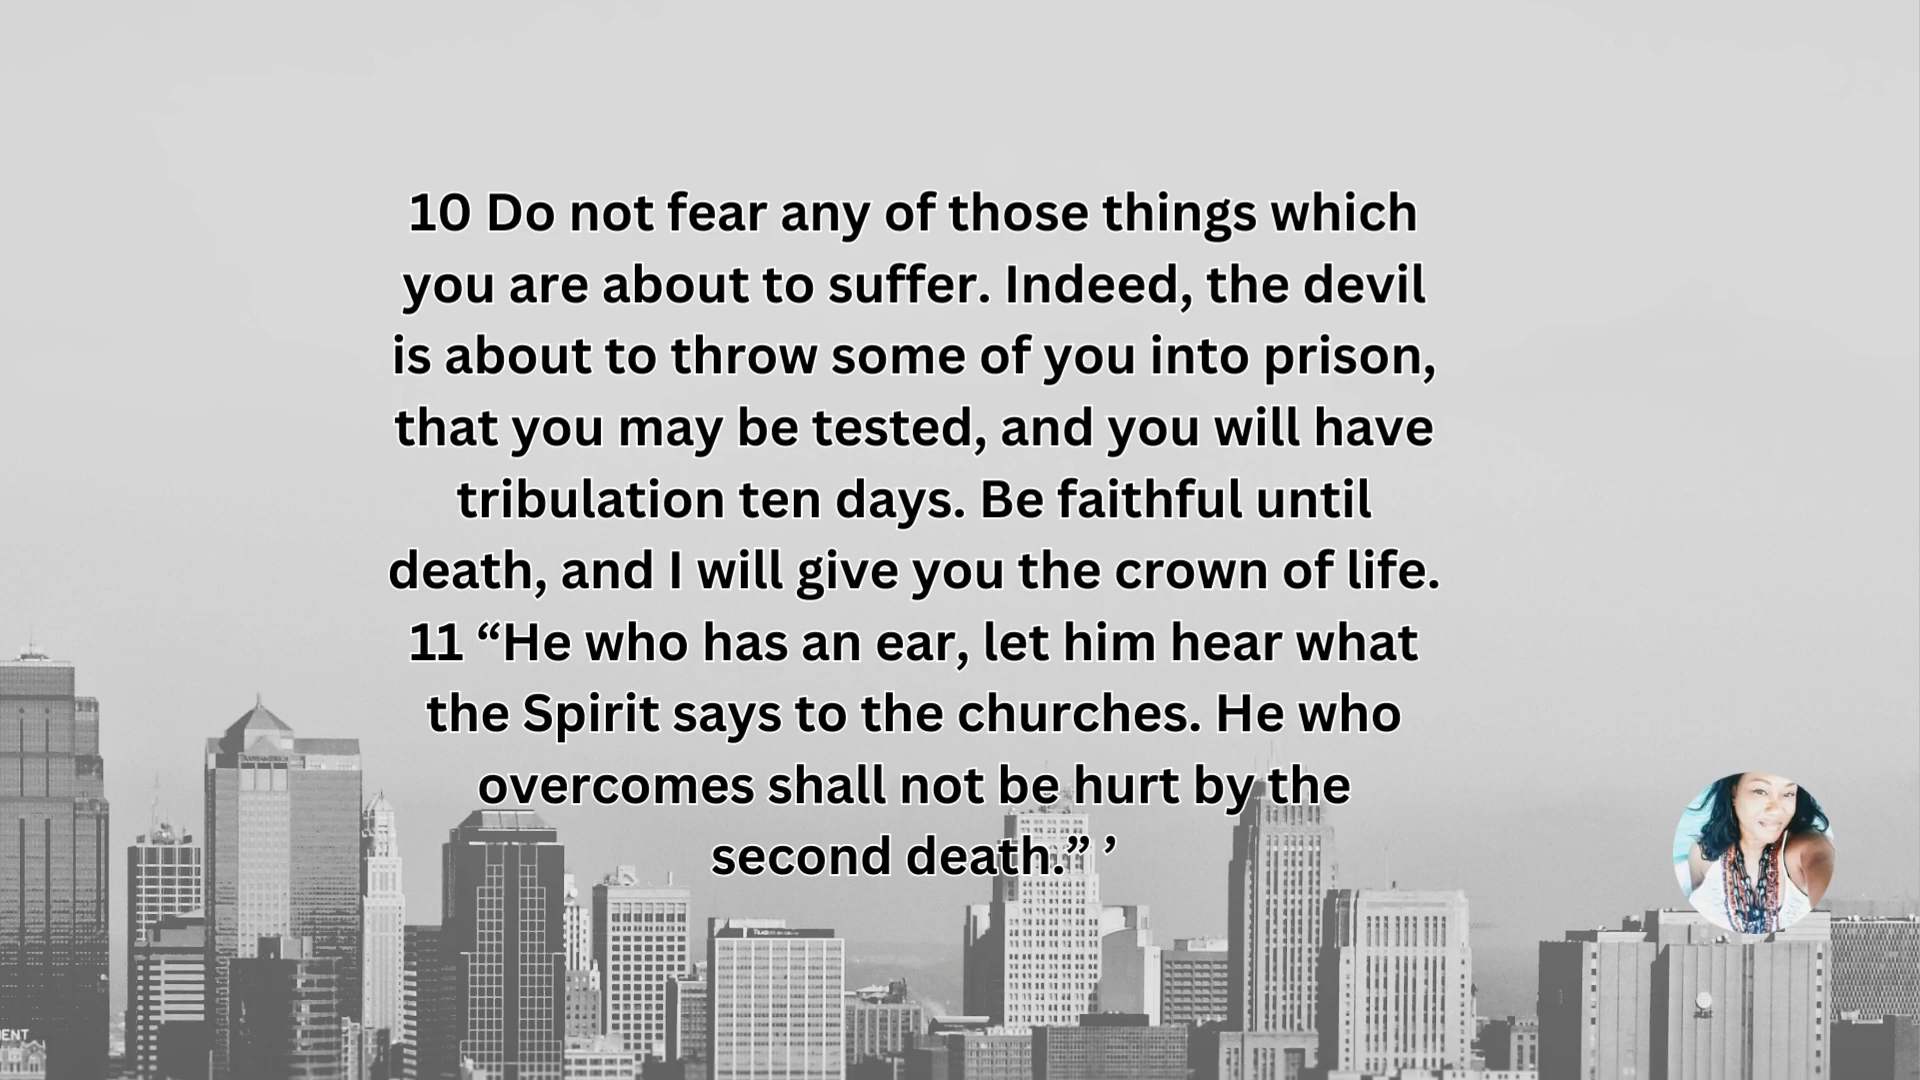 10 Do not fear any of those things which
you are about to suffer. Indeed, the devil
is about to throw some of you into prison,
that you may be tested, and you will have
tribulation ten days. Be faithful until
death, and I will give you the crown of life.
11 “He who has an ear, let him hear what
the Spirit says to the churches. He who
overcomes shall not be hurt by the
second death.” ’